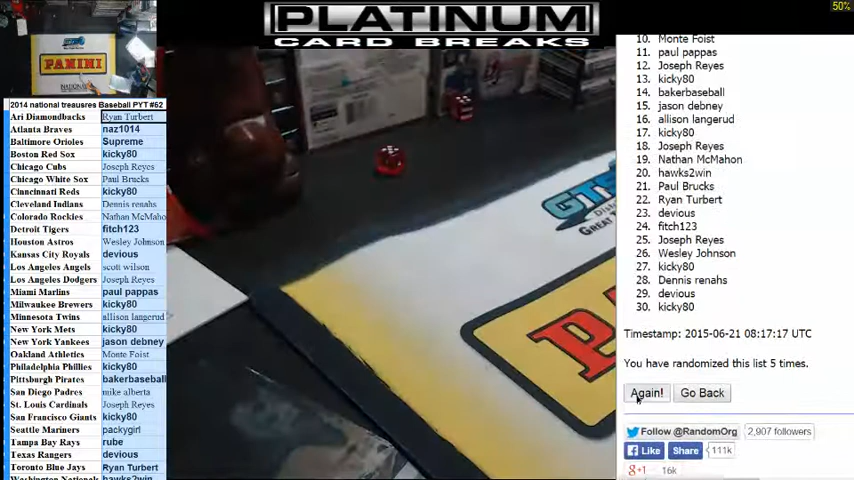 PLATINUM
CARD BREAKS
50%
PANINI
NATIONAL
2014 national treasures Baseball PYT #62
Ari Diamondbacks Ryan Turbert
Atlanta Braves naz1014
Baltimore Orioles Supreme
Boston Red Sox kicky80
Chicago Cubs Joseph Reyes
Chicago White Sox Paul Brucks
Cinncinati Reds kicky80
Cleveland Indians Dennis renahs
Colorado Rockies Nathan McMaho
Detroit Tigers fitch123
Houston Astros Wesley Johnson
Kansas City Royals devious
Los Angeles Angels scott wilson
Los Angeles Dodgers Joseph Reyes
Miami Marlins paul pappas
Milwaukee Brewers kicky80
Minnesota Twins allison langerud
New York Mets kicky80
New York Yankees jason debney
Oakland Athletics Monte Foist
Philadelphia Phillies kicky80
Pittsburgh Pirates bakerbaseball
San Diego Padres mike alberta
St. Louis Cardinals Joseph Reyes
San Francisco Giants kicky80
Seattle Mariners packygirl
Tampa Bay Rays rube
Texas Rangers devious
Toronto Blue Jays Ryan Turbert
Washington Nationals hawks2win
GTS
GREAT
10. Monte Foist
11. paul pappas
12. Joseph Reyes
13. kicky80
14. bakerbaseball
15. jason debney
16. allison langerud
17. kicky80
18. Joseph Reyes
19. Nathan McMahon
20. hawks2win
21. Paul Brucks
22. Ryan Turbert
23. devious
24. fitch123
25. Joseph Reyes
26. Wesley Johnson
27. kicky80
28. Dennis renahs
29. devious
30. kicky80
Timestamp: 2015-06-21 08:17:17 UTC
You have randomized this list 5 times.
Again! Go Back
Follow @RandomOrg 2,907 followers
Like Share 111k
+1 16k